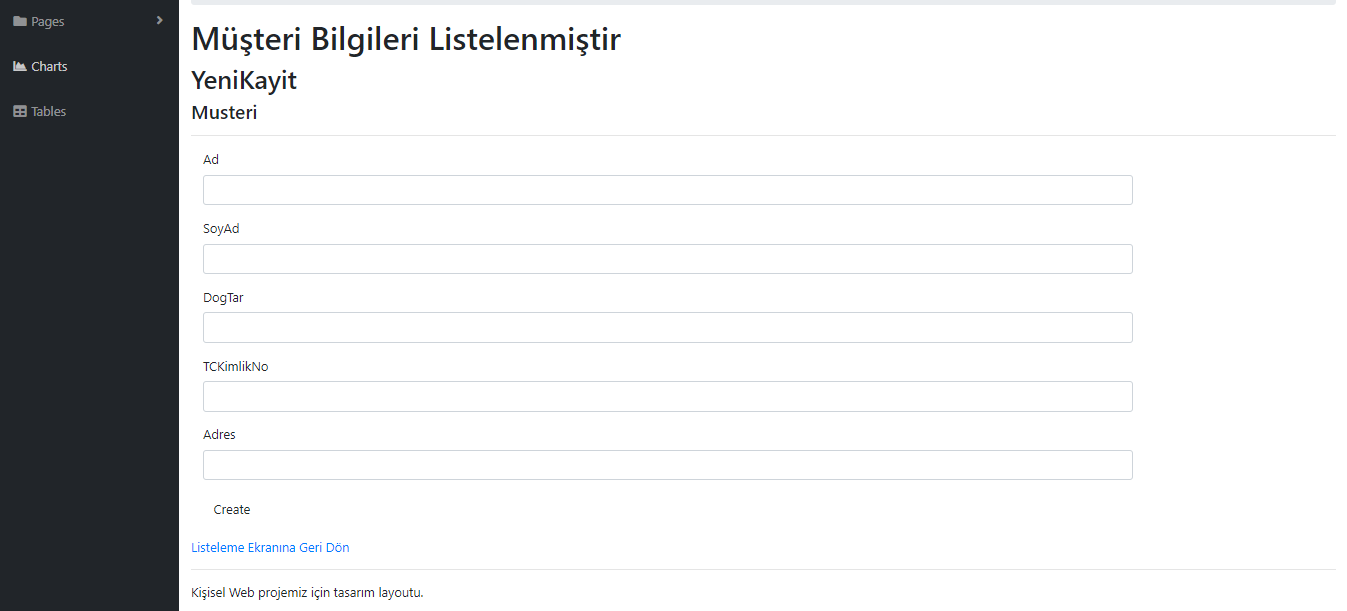 Pages
Charts
Tables
Müşteri Bilgileri Listelenmiştir
YeniKayit
Musteri
Ad
SoyAd
DogTar
TCKimlikNo
Adres
Create
Listeleme Ekranına Geri Dön
Kişisel Web projemiz için tasarım layoutu.